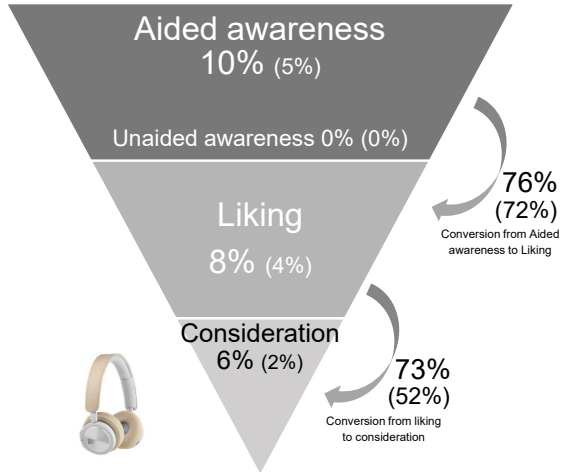 Aided awareness
10% (5%)
Unaided awareness 0% (0%)
76%
(72%)
Conversion from Aided
awareness to Liking
Liking
8% (4%)
Consideration
6% (2%)
73%
(52%)
Conversion from liking
to consideration